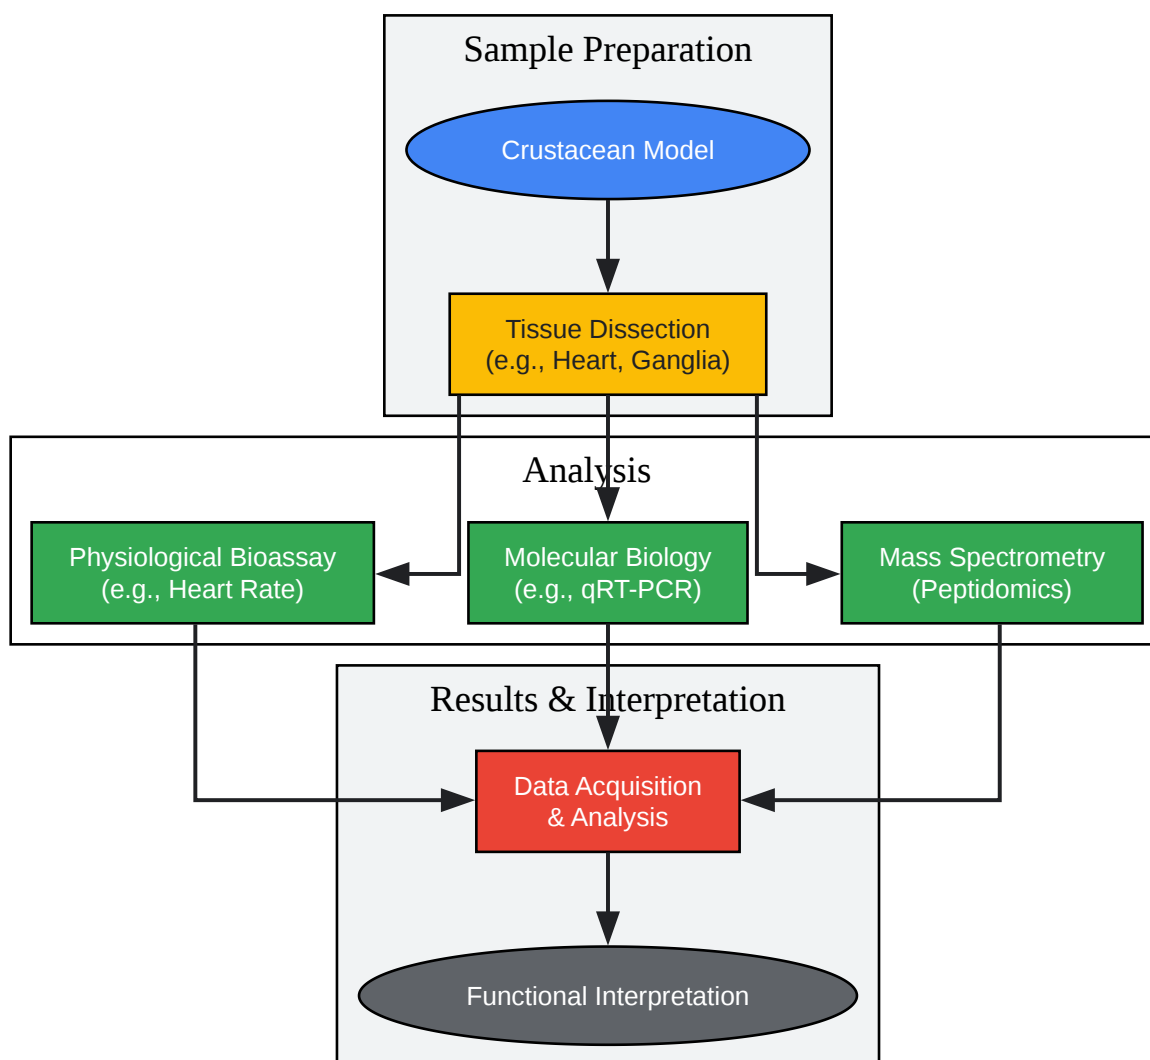 Sample Preparation
Crustacean Model
Tissue Dissection
(e.g., Heart, Ganglia)
Analysis
Physiological Bioassay
(e.g., Heart Rate)
Molecular Biology
(e.g., qRT-PCR)
Mass Spectrometry
(Peptidomics)
Results & Interpretation
Data Acquisition
& Analysis
Functional Interpretation